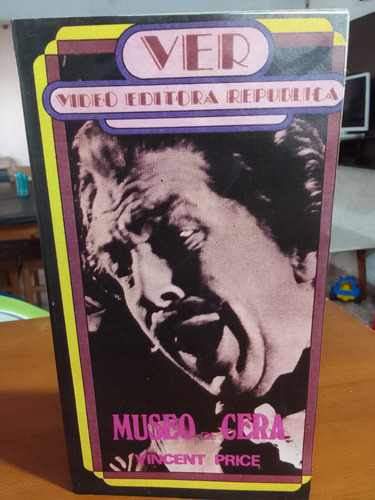 VER
VIDEO EDITORA REPUBLICA
MUSEO DE CERA
VINCENT PRICE